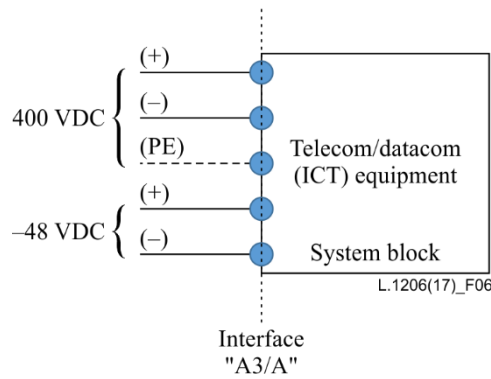 (+)
400 VDC
(–)
(PE)
–48 VDC
(+)
(–)
Telecom/datacom
(ICT) equipment
System block
L.1206(17)_F06
Interface
"A3/A"